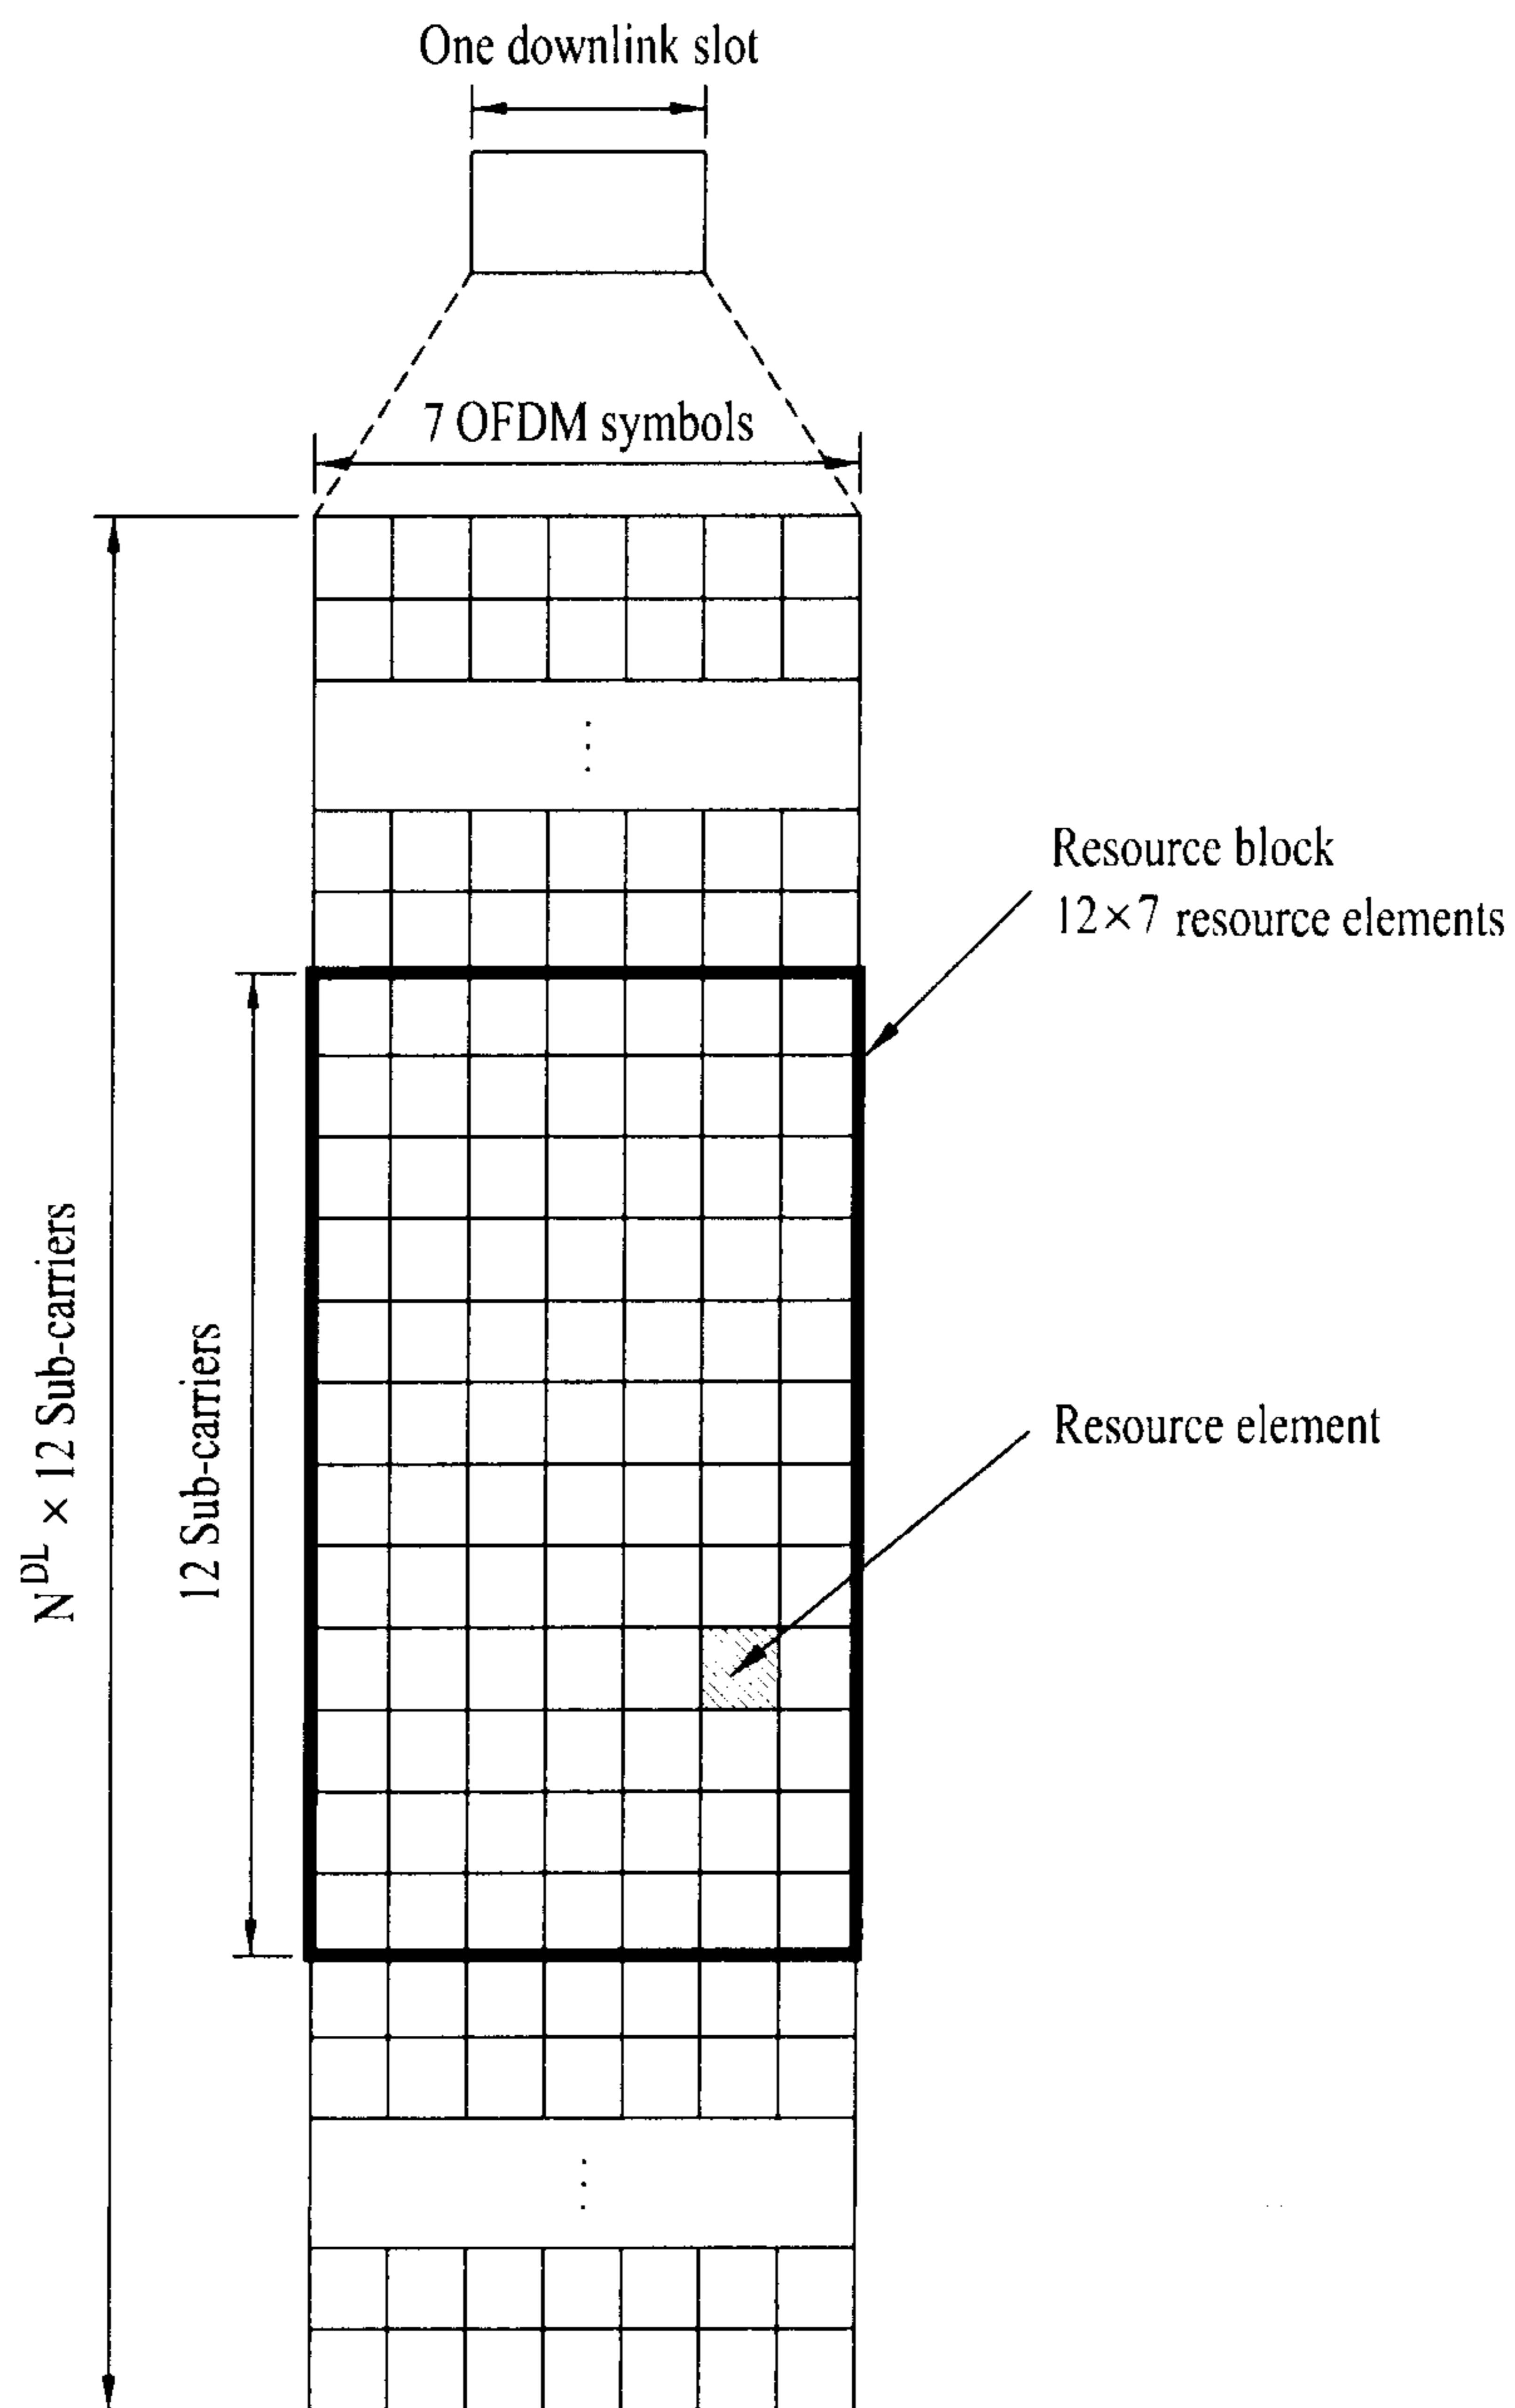 One downlink slot
7 OFDM symbols
Resource block
12×7 resource elements
Resource element
12 Sub-carriers
N^DL × 12 Sub-carriers